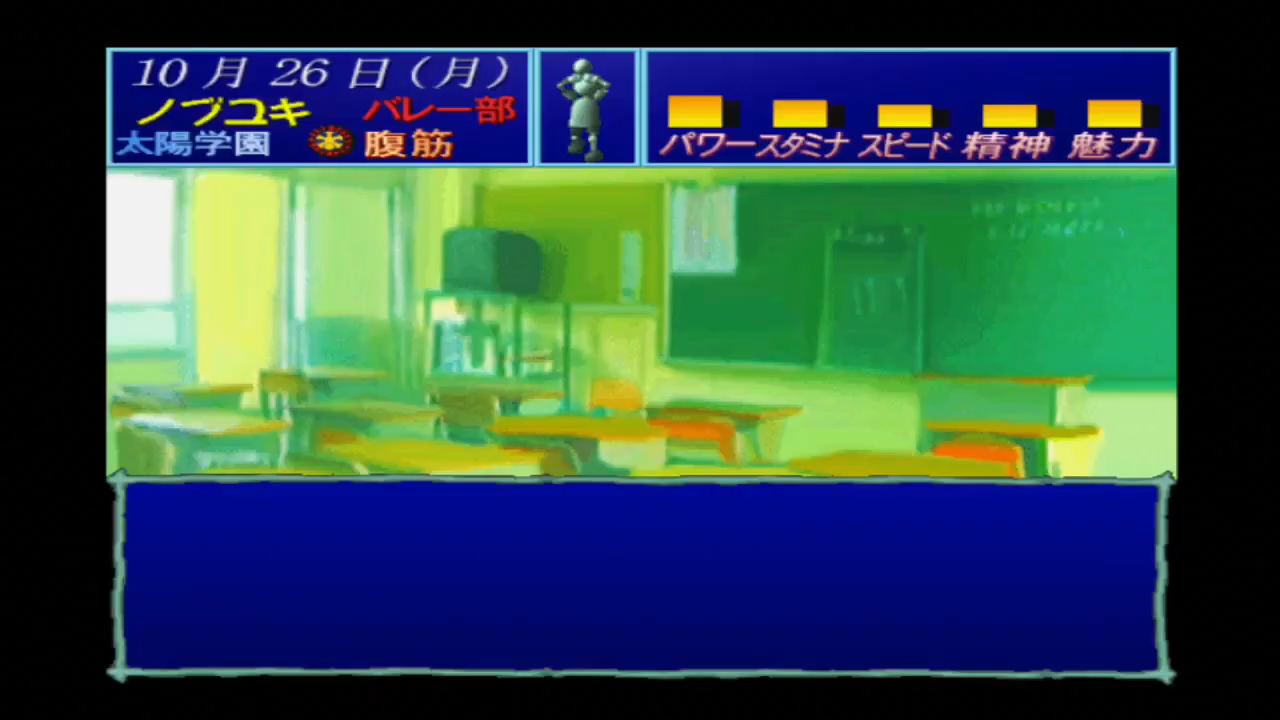 10月26日(月)
ノブユキ バレー部
太陽学園 腹筋
パワー スタミナ スピード 精神 魅力